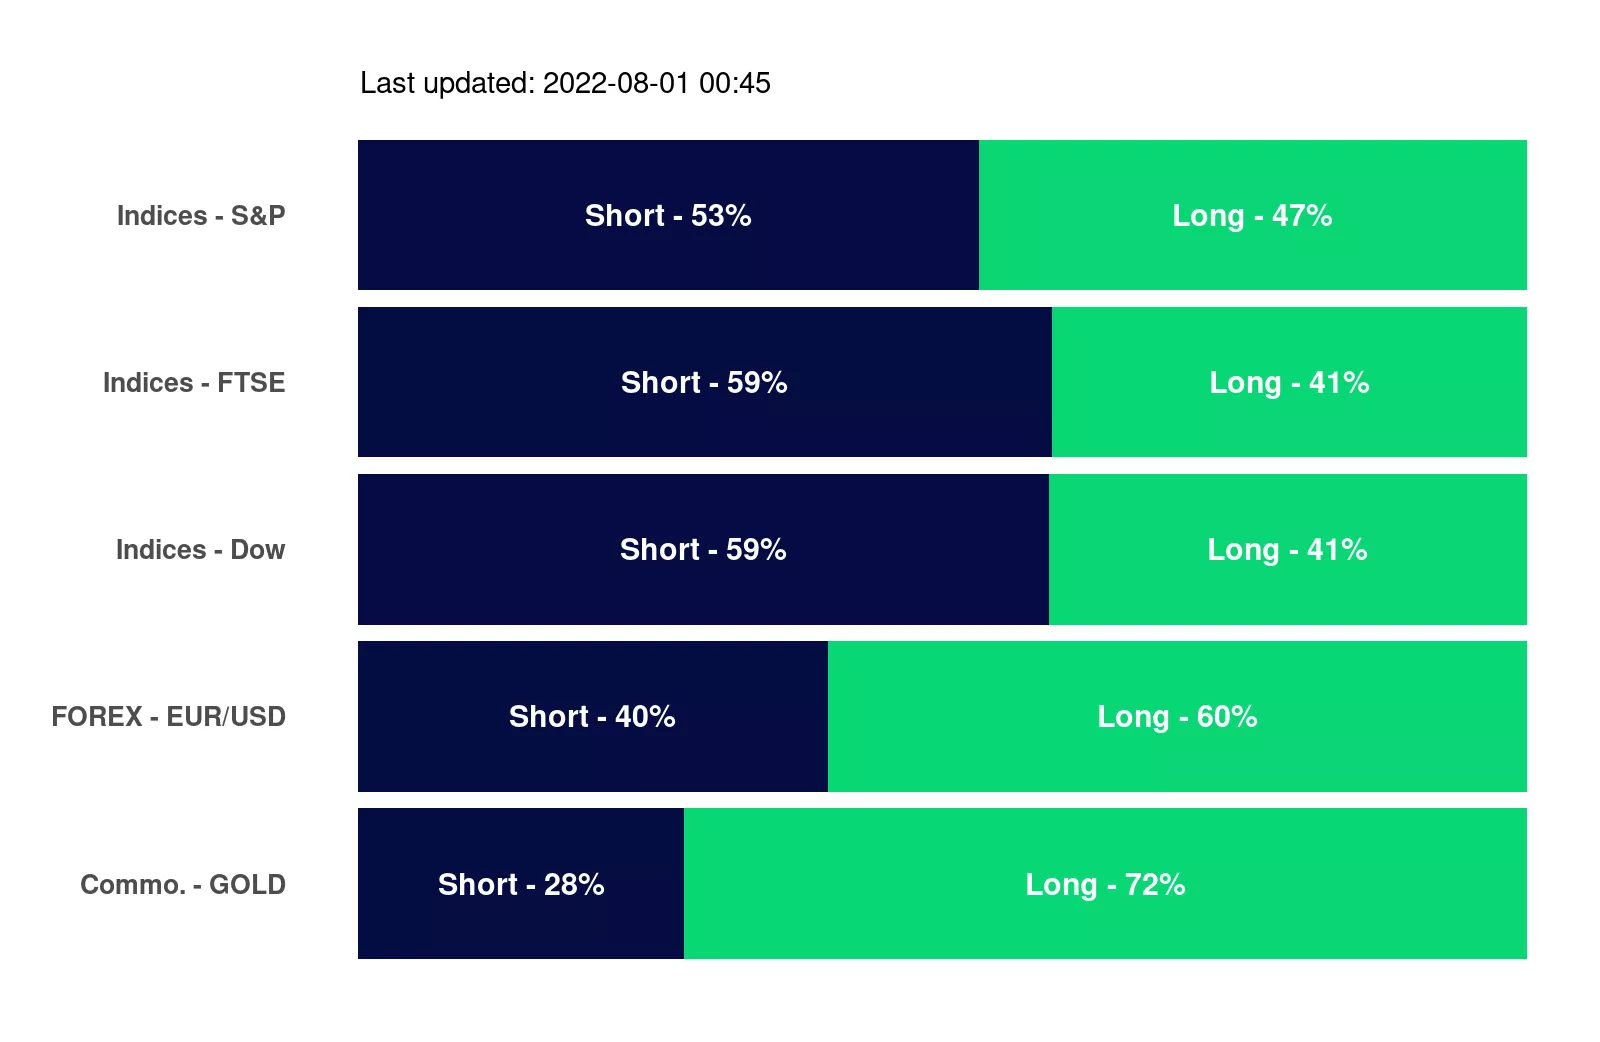 Last updated: 2022-08-01 00:45
Indices - S&P Short - 53% Long - 47%
Indices - FTSE Short - 59% Long - 41%
Indices - Dow Short - 59% Long - 41%
FOREX - EUR/USD Short - 40% Long - 60%
Commo. - GOLD Short - 28% Long - 72%